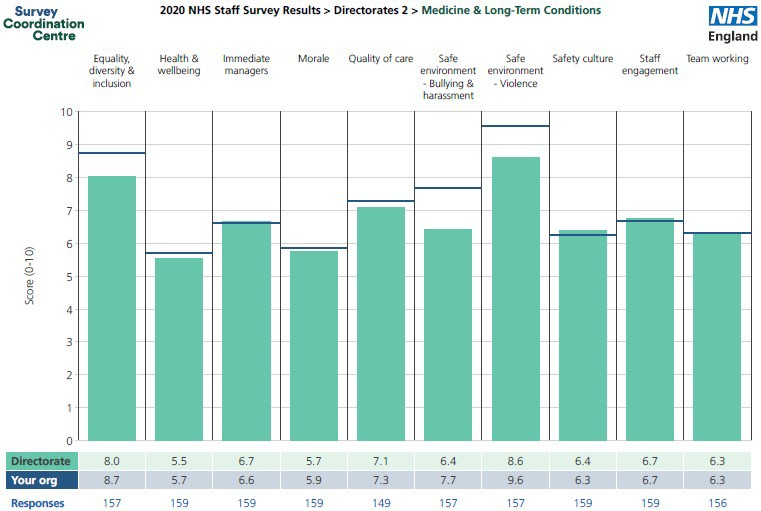 Survey
Coordination
Centre
2020 NHS Staff Survey Results > Directorates 2 > Medicine & Long-Term Conditions
NHS
England
Equality, diversity & inclusion
Health & wellbeing
Immediate managers
Morale
Quality of care
Safe environment - Bullying & harassment
Safe environment - Violence
Safety culture
Staff engagement
Team working
Score (0-10)
10
9
8
7
6
5
4
3
2
1
0
Directorate 8.0 5.5 6.7 5.7 7.1 6.4 8.6 6.4 6.7 6.3
Your org 8.7 5.7 6.6 5.9 7.3 7.7 9.6 6.3 6.7 6.3
Responses 157 159 159 159 149 157 157 159 159 156